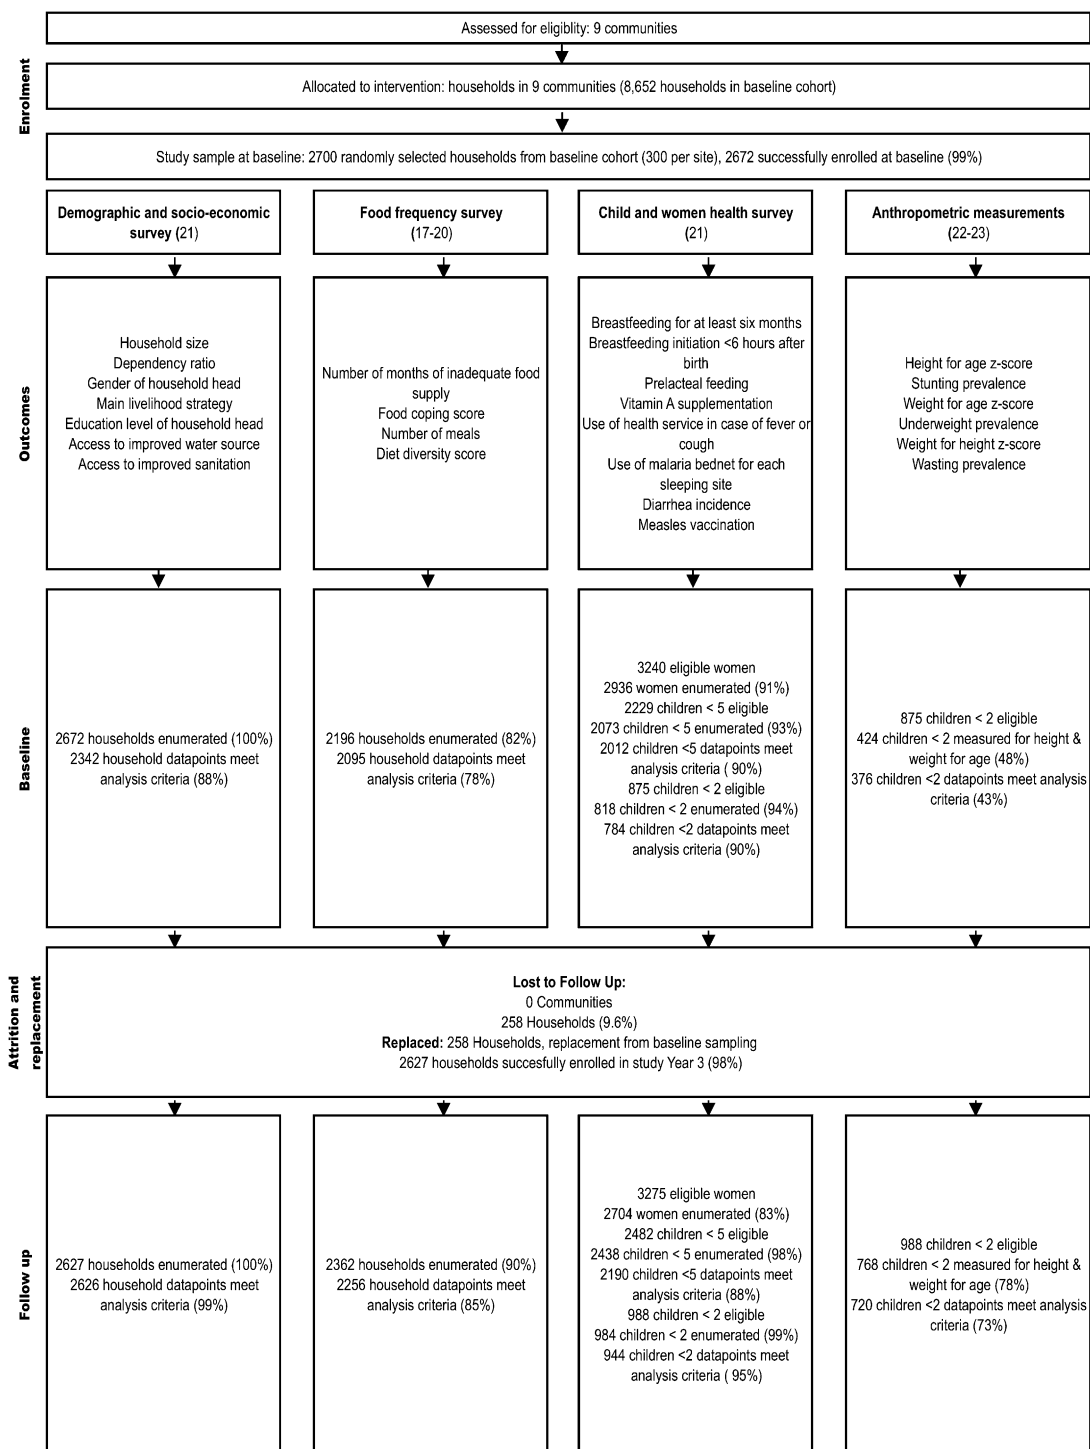 Assessed for eligiblity: 9 communities
Enrolment
Allocated to intervention: households in 9 communities (8,652 households in baseline cohort)
Study sample at baseline: 2700 randomly selected households from baseline cohort (300 per site), 2672 successfully enrolled at baseline (99%)
Demographic and socio-economic
survey (21)
Food frequency survey
(17-20)
Child and women health survey
(21)
Anthropometric measurements
(22-23)
Outcomes
Household size
Dependency ratio
Gender of household head
Main livelihood strategy
Education level of household head
Access to improved water source
Access to improved sanitation
Number of months of inadequate food
supply
Food coping score
Number of meals
Diet diversity score
Breastfeeding for at least six months
Breastfeeding initiation <6 hours after
birth
Prelacteal feeding
Vitamin A supplementation
Use of health service in case of fever or
cough
Use of malaria bednet for each
sleeping site
Diarrhea incidence
Measles vaccination
Height for age z-score
Stunting prevalence
Weight for age z-score
Underweight prevalence
Weight for height z-score
Wasting prevalence
Baseline
2672 households enumerated (100%)
2342 household datapoints meet
analysis criteria (88%)
2196 households enumerated (82%)
2095 household datapoints meet
analysis criteria (78%)
3240 eligible women
2936 women enumerated (91%)
2229 children < 5 eligible
2073 children < 5 enumerated (93%)
2012 children <5 datapoints meet
analysis criteria ( 90%)
875 children < 2 eligible
818 children < 2 enumerated (94%)
784 children <2 datapoints meet
analysis criteria (90%)
875 children < 2 eligible
424 children < 2 measured for height &
weight for age (48%)
376 children <2 datapoints meet analysis
criteria (43%)
Attrition and
replacement
Lost to Follow Up:
0 Communities
258 Households (9.6%)
Replaced: 258 Households, replacement from baseline sampling
2627 households succesfully enrolled in study Year 3 (98%)
Follow up
2627 households enumerated (100%)
2626 household datapoints meet
analysis criteria (99%)
2362 households enumerated (90%)
2256 household datapoints meet
analysis criteria (85%)
3275 eligible women
2704 women enumerated (83%)
2482 children < 5 eligible
2438 children < 5 enumerated (98%)
2190 children <5 datapoints meet
analysis criteria (88%)
988 children < 2 eligible
984 children < 2 enumerated (99%)
944 children <2 datapoints meet
analysis criteria ( 95%)
988 children < 2 eligible
768 children < 2 measured for height &
weight for age (78%)
720 children <2 datapoints meet analysis
criteria (73%)